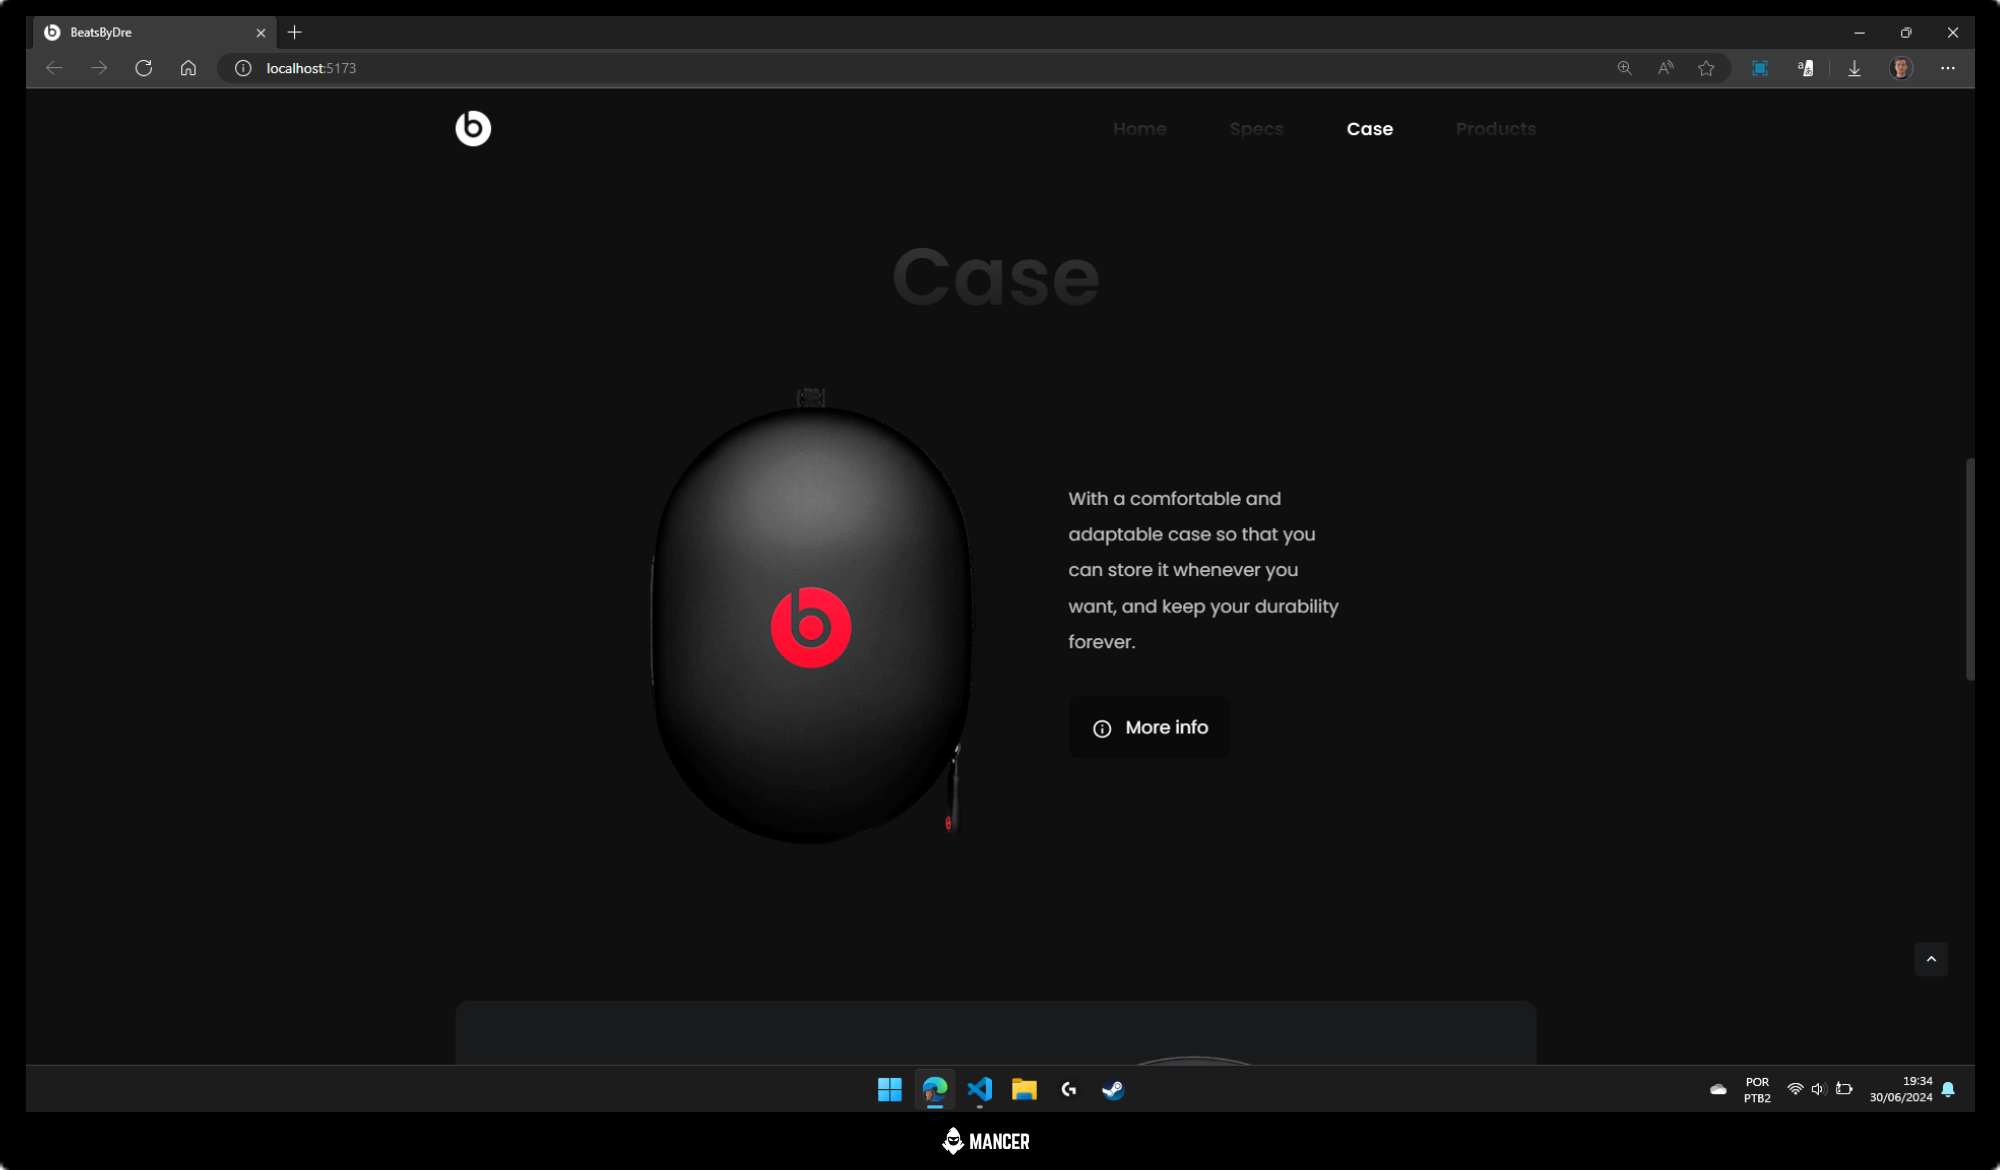 BeatsByDre
localhost:5173
Home Specs Case Products
Case
With a comfortable and
adaptable case so that you
can store it whenever you
want, and keep your durability
forever.
More info
POR
PTB2
19:34
30/06/2024
MANCER